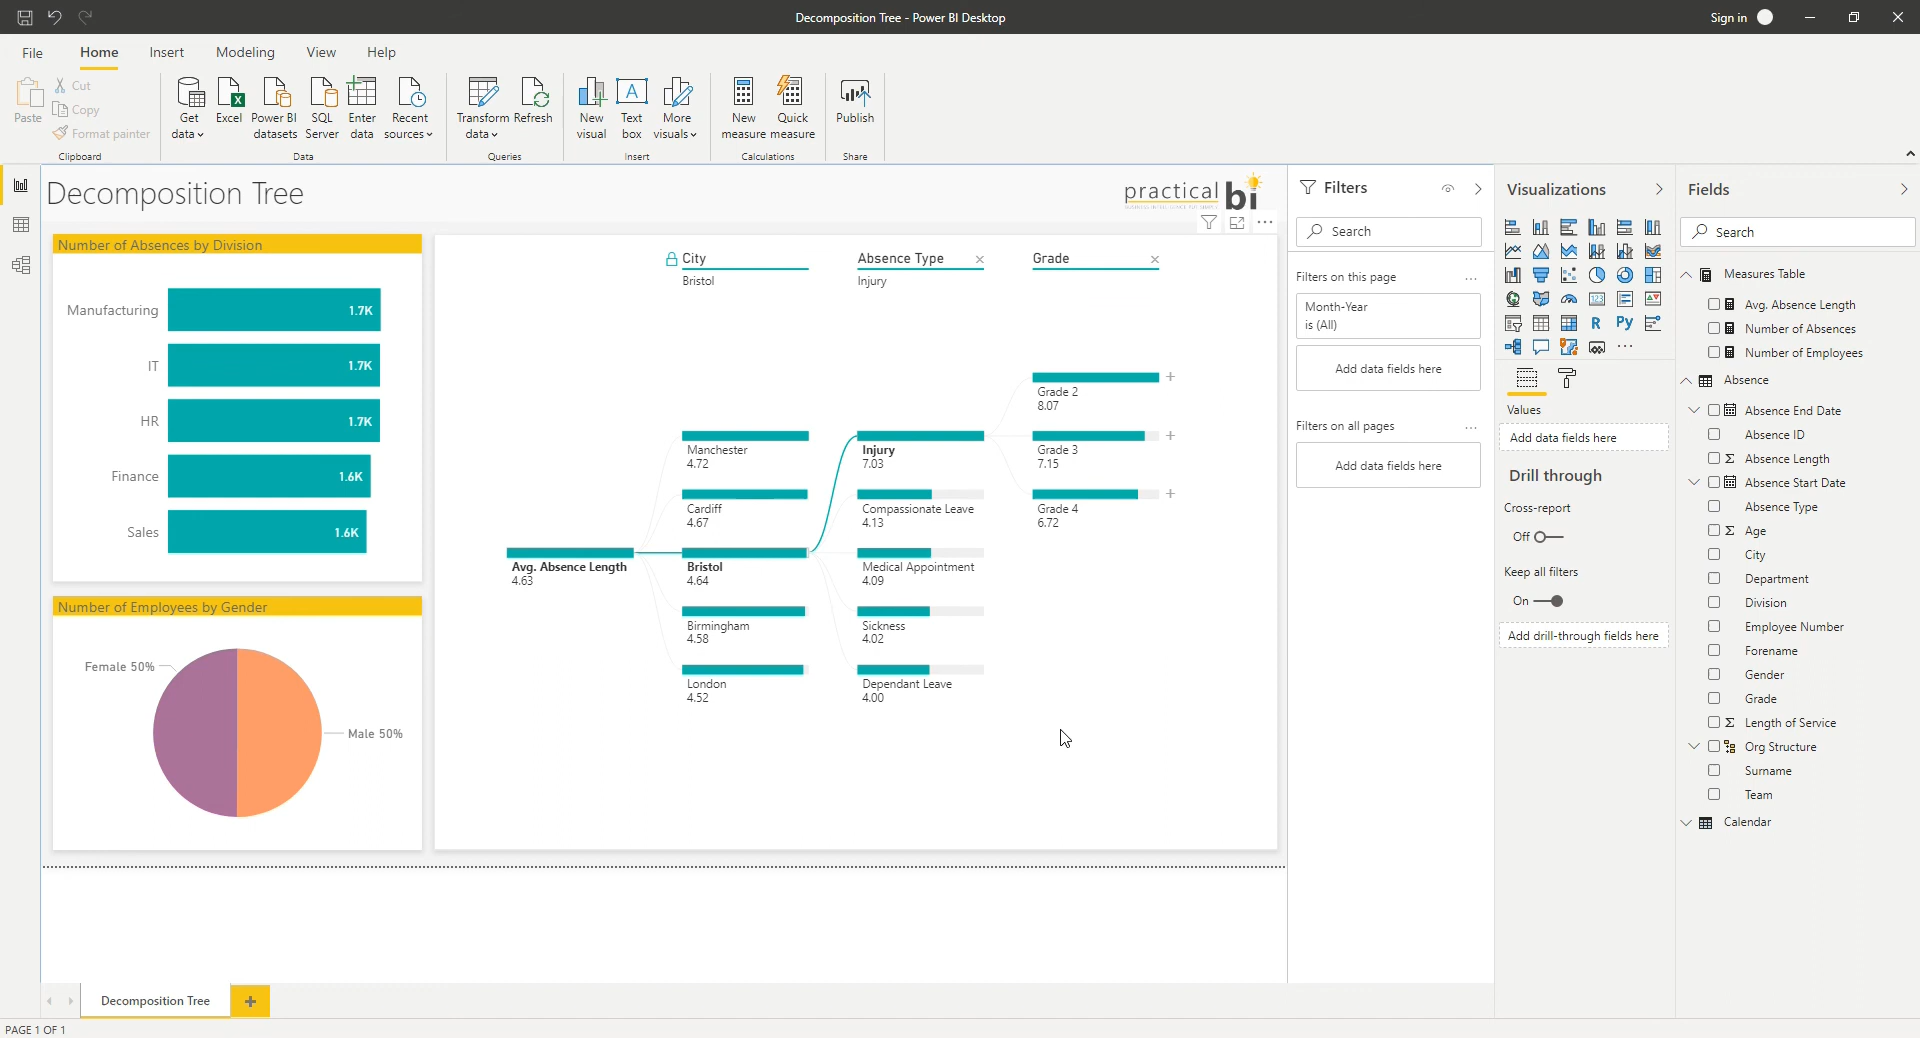 Decomposition Tree - Power BI Desktop
Sign in
File
Home
Insert
Modeling
View
Help
Paste
Cut
Copy
Format painter
Clipboard
Get data
Excel
Power BI datasets
SQL Server
Enter data
Recent sources
Data
Transform data
Refresh
Queries
New visual
Text box
More visuals
Insert
New measure
Quick measure
Calculations
Publish
Share
Decomposition Tree
practical bi
Number of Absences by Division
Manufacturing 1.7K
IT 1.7K
HR 1.7K
Finance 1.6K
Sales 1.6K
Number of Employees by Gender
Female 50%
Male 50%
City
Bristol
Absence Type
Injury
Grade
Avg. Absence Length
4.63
Manchester
4.72
Cardiff
4.67
Bristol
4.64
Birmingham
4.58
London
4.52
Injury
7.03
Compassionate Leave
4.13
Medical Appointment
4.09
Sickness
4.02
Dependant Leave
4.00
Grade 2
8.07
Grade 3
7.15
Grade 4
6.72
Filters
Search
Filters on this page
Month-Year
is (All)
Add data fields here
Filters on all pages
Add data fields here
Visualizations
R
Py
123
Values
Add data fields here
Drill through
Cross-report
Off
Keep all filters
On
Add drill-through fields here
Fields
Search
Measures Table
Avg. Absence Length
Number of Absences
Number of Employees
Absence
Absence End Date
Absence ID
Σ Absence Length
Absence Start Date
Absence Type
Σ Age
City
Department
Division
Employee Number
Forename
Gender
Grade
Σ Length of Service
Org Structure
Surname
Team
Calendar
Decomposition Tree
PAGE 1 OF 1